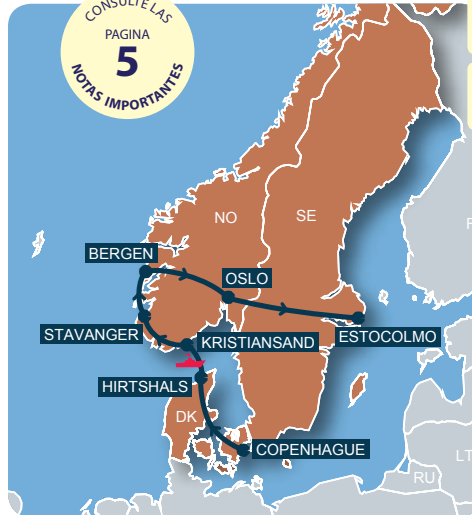 CONSULTE LAS
PAGINA
5
NOTAS IMPORTANTES
NO
SE
BERGEN
OSLO
STAVANGER
KRISTIANSAND
ESTOCOLMO
HIRTSHALS
DK
COPENHAGUE
LT
RU